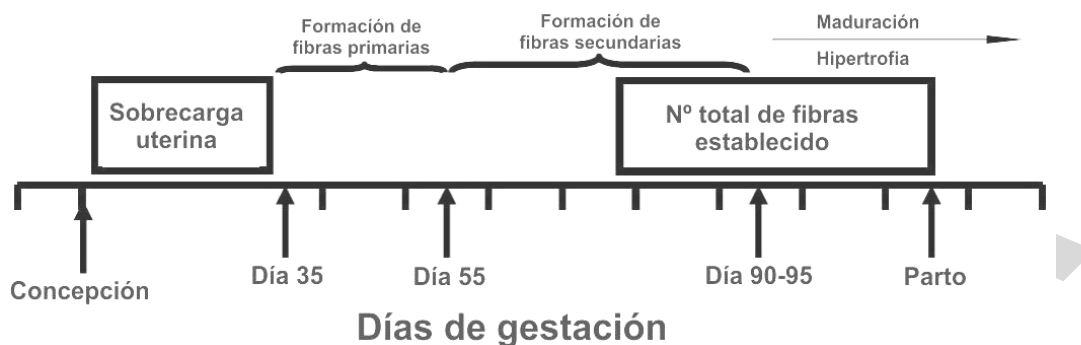 Formación de
fibras primarias
Formación de
fibras secundarias
Maduración
Hipertrofia
Sobrecarga
uterina
Nº total de fibras
establecido
Concepción
Día 35
Día 55
Día 90-95
Parto
Días de gestación